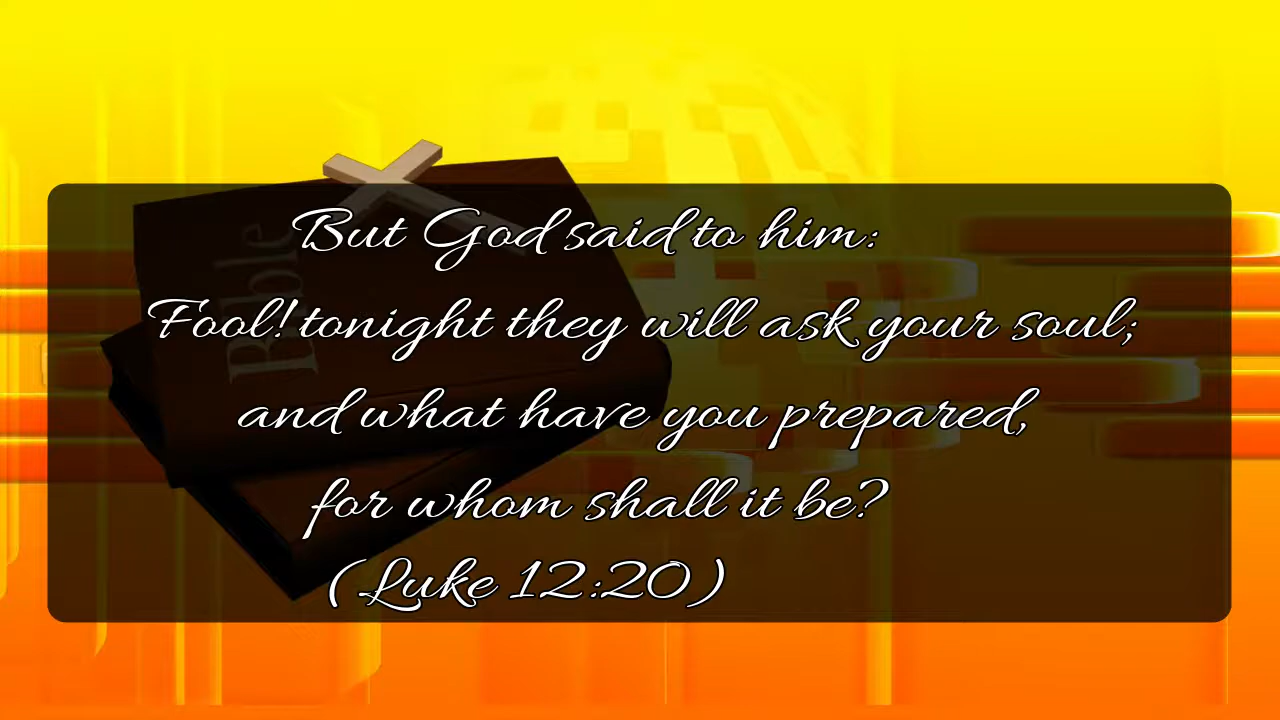 But God said to him:
Fool! tonight they will ask your soul;
and what have you prepared,
for whom shall it be?
(Luke 12:20)
Bible